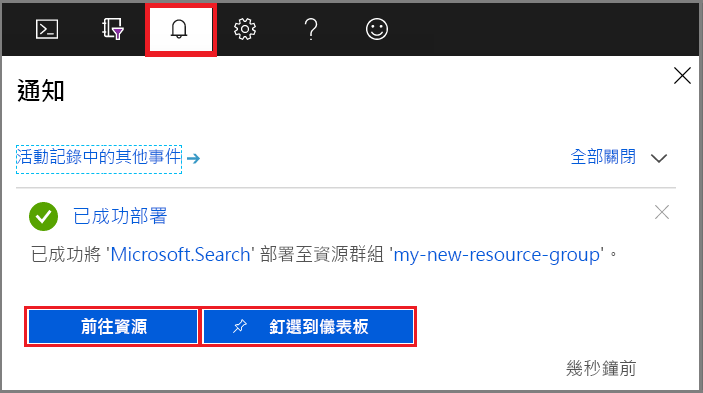 通知
活動記錄中的其他事件
全部關閉
已成功部署
已成功將 'Microsoft.Search' 部署至資源群組 'my-new-resource-group'。
前往資源
釘選到儀表板
幾秒鐘前